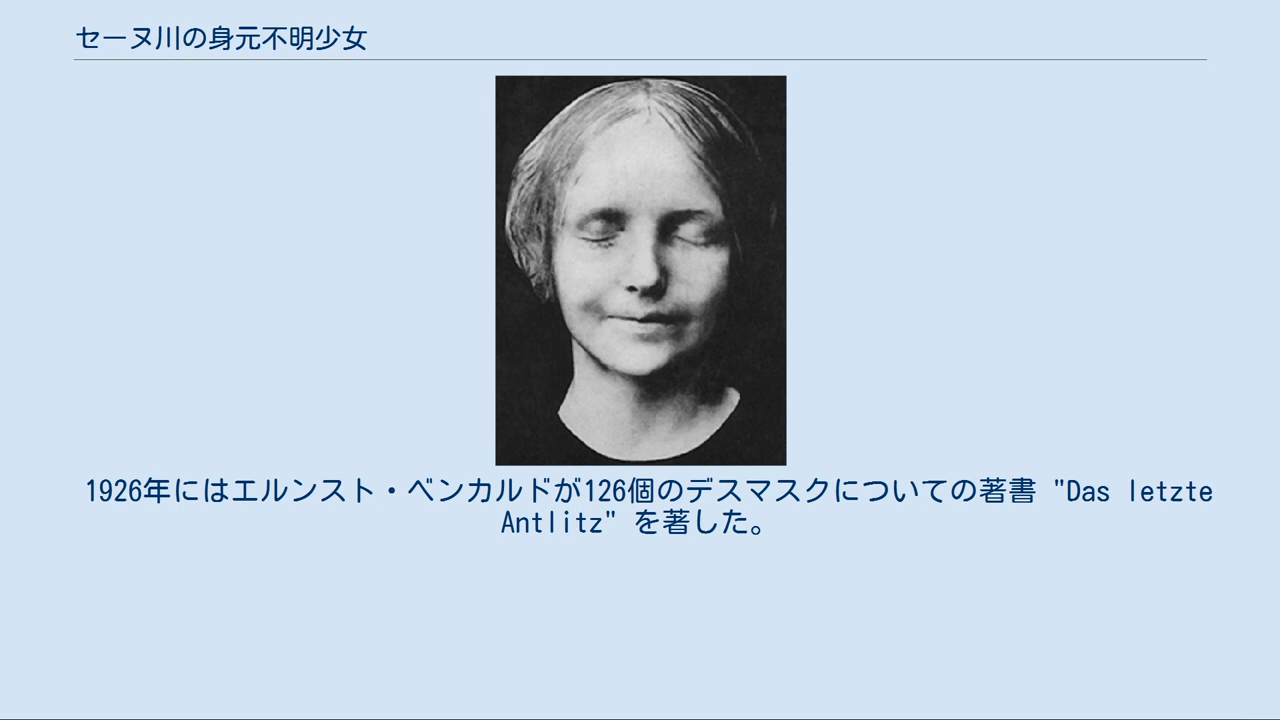 セーヌ川の身元不明少女
1926年にはエルンスト・ベンカルドが126個のデスマスクについての著書 "Das letzte
Antlitz" を著した。